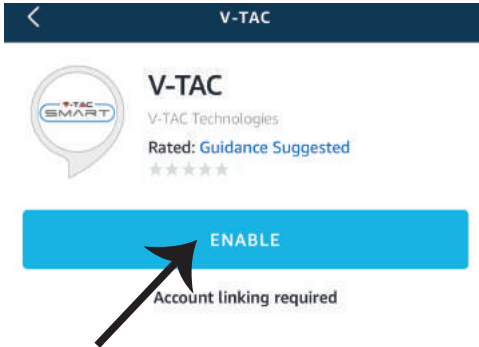 V-TAC
V-TAC
SMART
V-TAC
V-TAC Technologies
Rated: Guidance Suggested
ENABLE
Account linking required